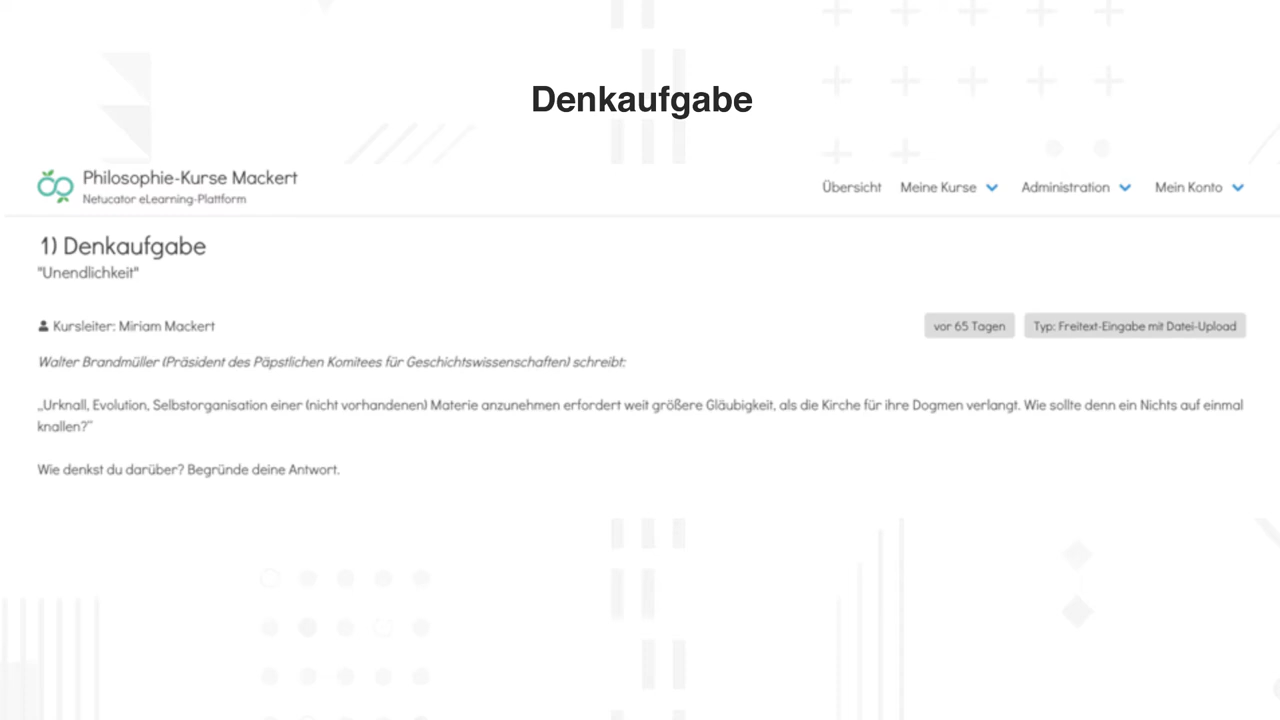 Denkaufgabe
Philosophie-Kurse Mackert
Netucator eLearning-Plattform
Übersicht Meine Kurse Administration Mein Konto
1) Denkaufgabe
"Unendlichkeit"
Kursleiter: Miriam Mackert
vor 65 Tagen Typ: Freitext-Eingabe mit Datei-Upload
Walter Brandmüller (Präsident des Päpstlichen Komitees für Geschichtswissenschaften) schreibt:
„Urknall, Evolution, Selbstorganisation einer (nicht vorhandenen) Materie anzunehmen erfordert weit größere Gläubigkeit, als die Kirche für ihre Dogmen verlangt. Wie sollte denn ein Nichts auf einmal
knallen?"
Wie denkst du darüber? Begründe deine Antwort.